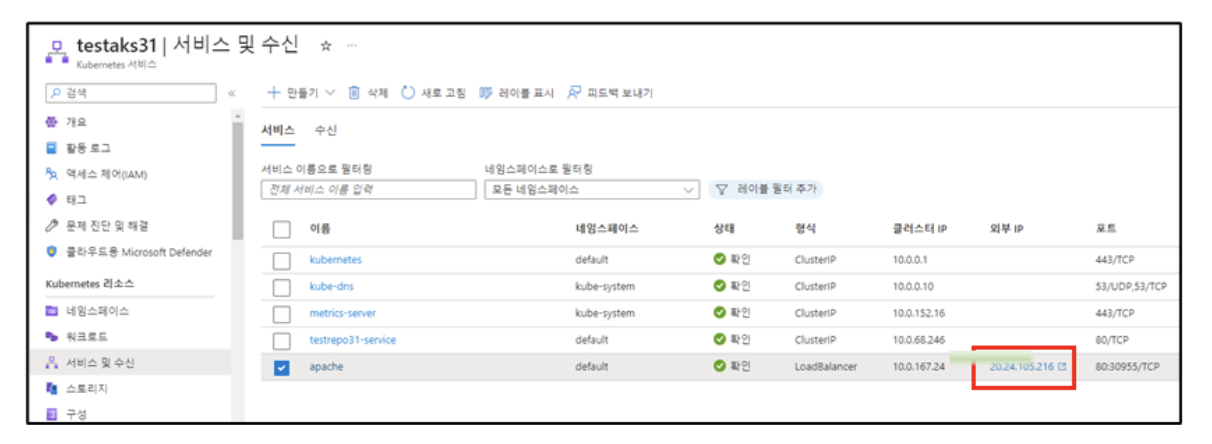 testaks31 | 서비스 및 수신 ☆ ...
Kubernetes 서비스
검색 «
+ 만들기 삭제 새로 고침 레이블 표시 피드백 보내기
개요
활동 로그
액세스 제어(IAM)
태그
문제 진단 및 해결
클라우드용 Microsoft Defender
Kubernetes 리소스
네임스페이스
워크로드
서비스 및 수신
스토리지
구성
서비스 수신
서비스 이름으로 필터링 네임스페이스로 필터링
전체 서비스 이름 입력 모든 네임스페이스 레이블 필터 추가
이름 네임스페이스 상태 형식 클러스터 IP 외부 IP 포트
kubernetes default 확인 ClusterIP 10.0.0.1 443/TCP
kube-dns kube-system 확인 ClusterIP 10.0.0.10 53/UDP,53/TCP
metrics-server kube-system 확인 ClusterIP 10.0.152.16 443/TCP
testrepo31-service default 확인 ClusterIP 10.0.68.246 80/TCP
apache default 확인 LoadBalancer 10.0.167.24 20.24.105.216 80:30955/TCP